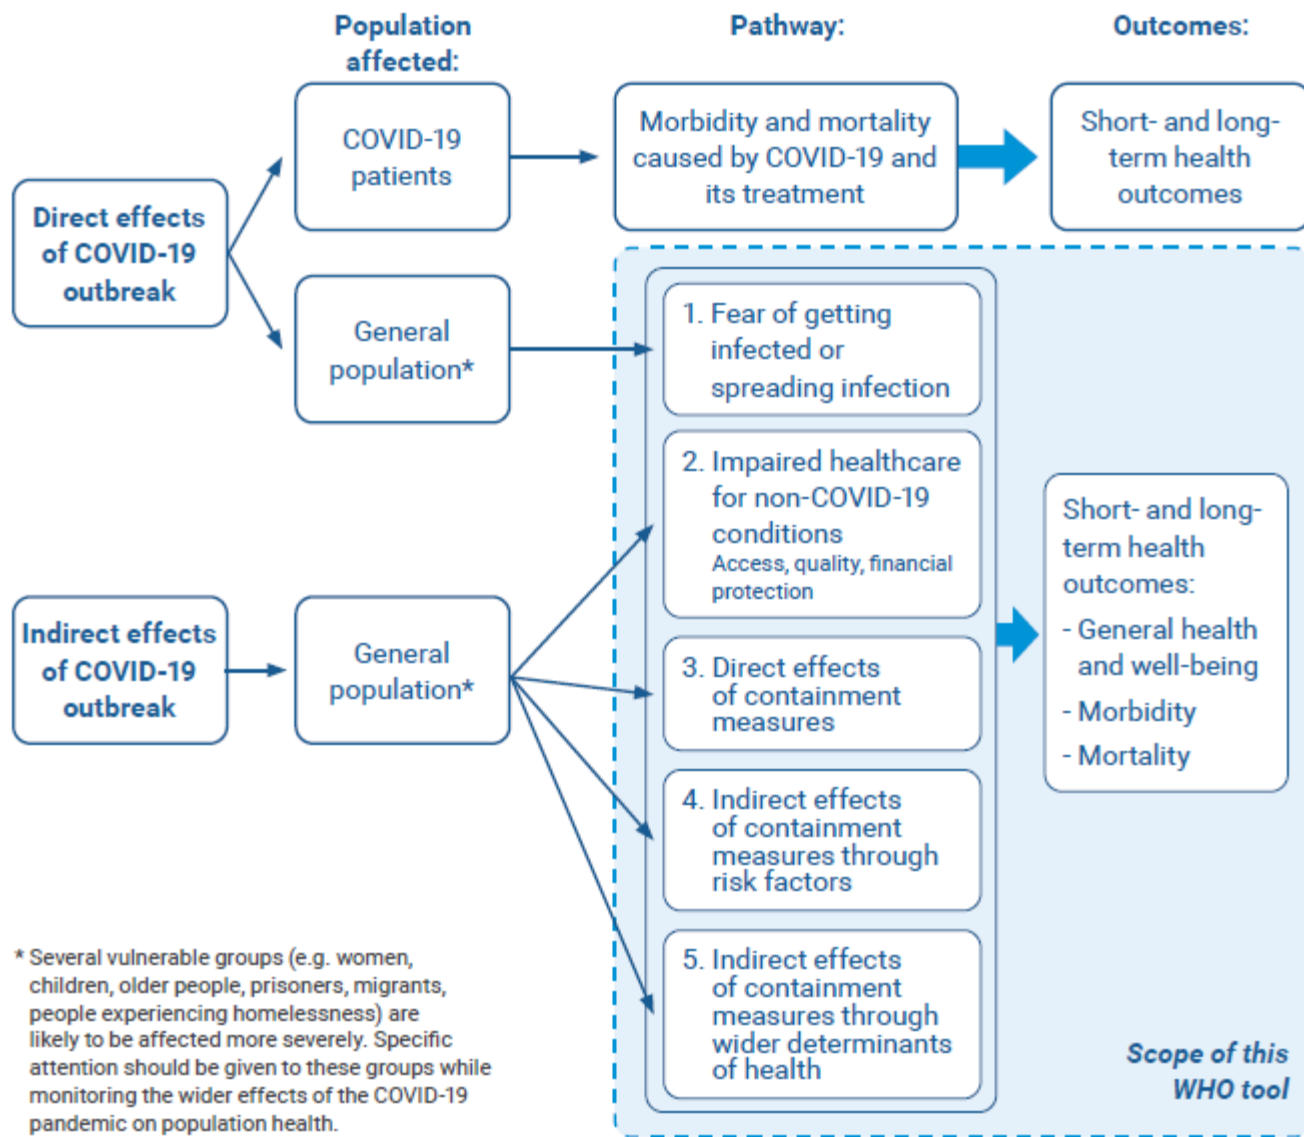 Population
affected:
Pathway:
Outcomes:
COVID-19
patients
Morbidity and mortality
caused by COVID-19 and
its treatment
Short- and long-
term health
outcomes
Direct effects
of COVID-19
outbreak
General
population*
1. Fear of getting
infected or
spreading infection
2. Impaired healthcare
for non-COVID-19
conditions
Access, quality, financial
protection
Indirect effects
of COVID-19
outbreak
General
population*
3. Direct effects
of containment
measures
4. Indirect effects
of containment
measures through
risk factors
5. Indirect effects
of containment
measures through
wider determinants
of health
Short- and long-
term health
outcomes:
- General health
and well-being
- Morbidity
- Mortality
Scope of this
WHO tool
* Several vulnerable groups (e.g. women,
children, older people, prisoners, migrants,
people experiencing homelessness) are
likely to be affected more severely. Specific
attention should be given to these groups while
monitoring the wider effects of the COVID-19
pandemic on population health.